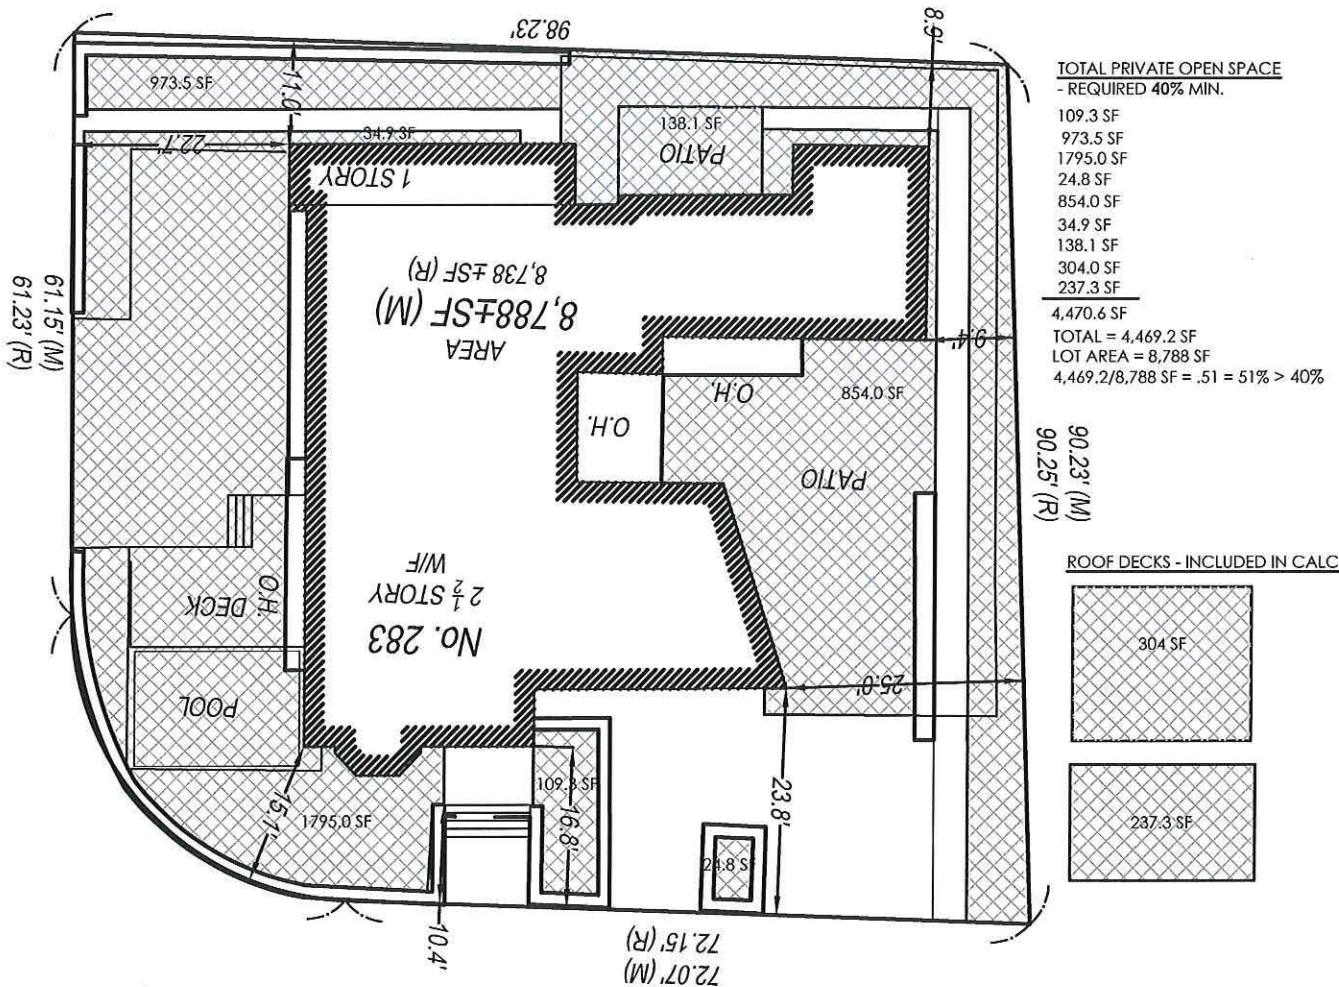 98.23'
8.9'
973.5 SF
11.0'
34.9 SF
22.7'
1 STORY
138.1 SF
PATIO
61.15' (M)
61.23' (R)
AREA
8,788±SF (M)
8,738 ±SF (R)
9.4'
O.H.
O.H.
854.0 SF
PATIO
90.23' (M)
90.25' (R)
No. 283
2 1/2 STORY
W/F
O.H.
DECK
POOL
25.0'
15.1'
1795.0 SF
109.3 SF
16.8'
23.8'
24.8 SF
10.4'
72.07' (M)
72.15' (R)
TOTAL PRIVATE OPEN SPACE
- REQUIRED 40% MIN.
109.3 SF
973.5 SF
1795.0 SF
24.8 SF
854.0 SF
34.9 SF
138.1 SF
304.0 SF
237.3 SF
4,470.6 SF
TOTAL = 4,469.2 SF
LOT AREA = 8,788 SF
4,469.2/8,788 SF = .51 = 51% > 40%
ROOF DECKS - INCLUDED IN CALC
304 SF
237.3 SF